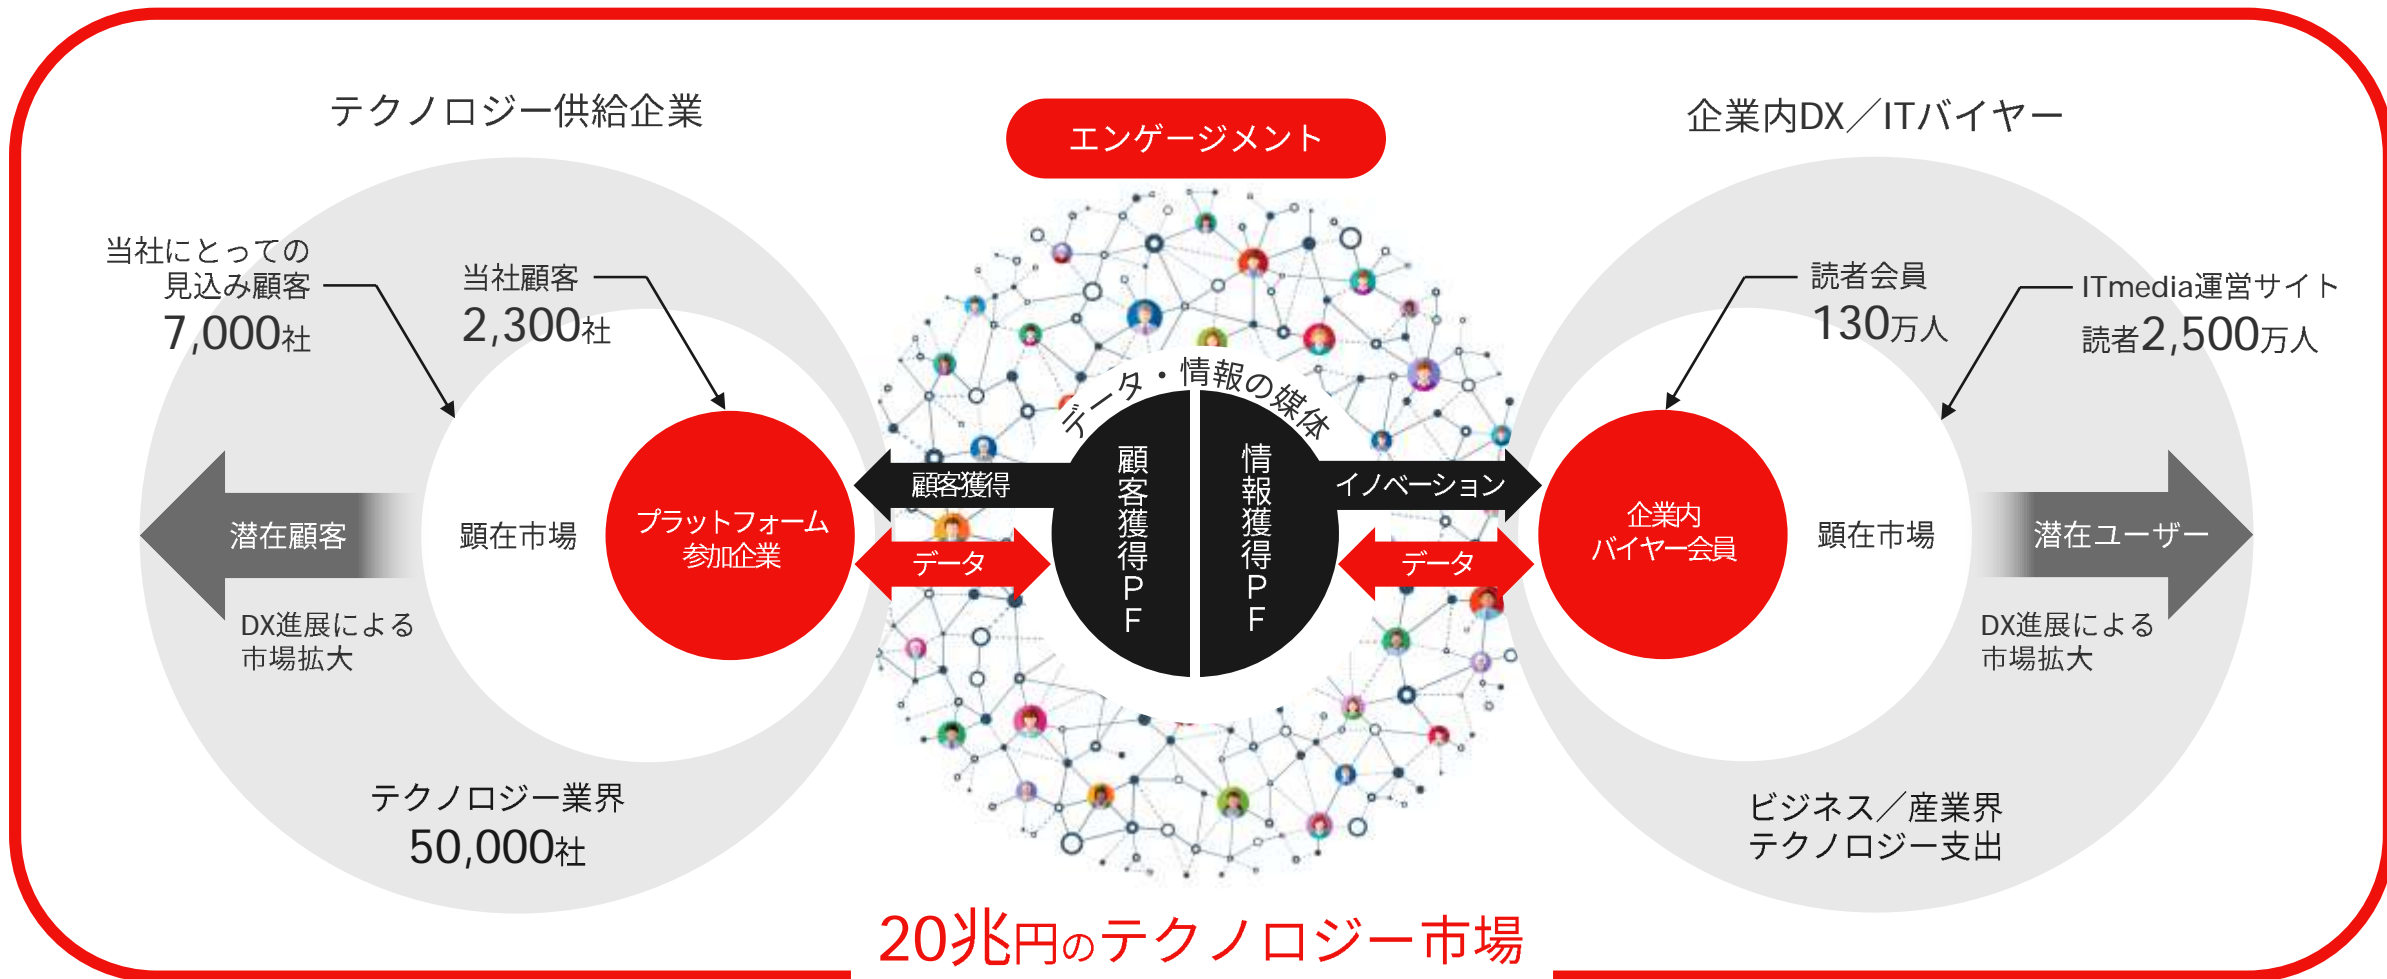 テクノロジー供給企業
当社にとっての
見込み顧客
7,000社
当社顧客
2,300社
潜在顧客
顕在市場
プラットフォーム
参加企業
DX進展による
市場拡大
テクノロジー業界
50,000社
エンゲージメント
データ・情報の媒体
顧客獲得
データ
顧客獲得PF
情報獲得PF
イノベーション
データ
企業内DX／ITバイヤー
読者会員
130万人
ITmedia運営サイト
読者2,500万人
企業内
バイヤー会員
顕在市場
潜在ユーザー
DX進展による
市場拡大
ビジネス／産業界
テクノロジー支出
20兆円のテクノロジー市場